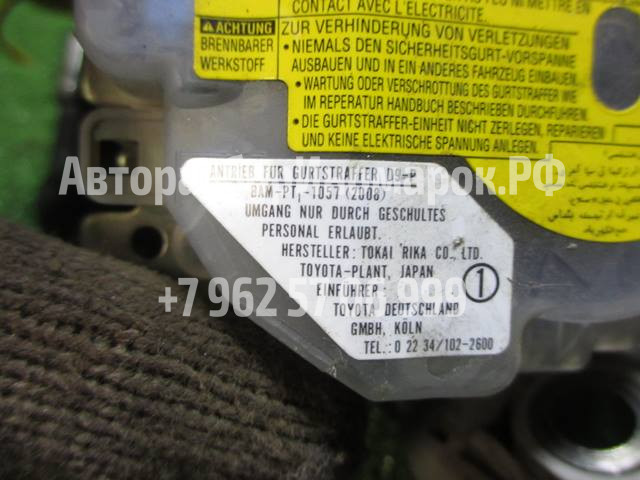 CONTACT AVEC L'ELECTRICITE.
ACHTUNG
BRENNBARER
WERKSTOFF
ZUR VERHINDERUNG VON VERLETZUNGEN
• NIEMALS DEN SICHERHEITSGURT-VORSPANNE
AUSBAUEN UND IN EIN ANDERES FAHRZEUG EINBAUEN.
• WARTUNG ODER VERSCHROTTUNG DES GURTSTRAFFER WIE
IM REPERATUR HANDBUCH BESCHRIEBEN DURCHFUHREN.
• DIE GURTSTRAFFER-EINHEIT NICHT ZERLEGEN, REPARIEREN
UND KEINE ELEKTRISCHE SPANNUNG ANLEGEN.
ANTRIEB FÜR GURTSTRAFFER D9-P
BAM-PT1-1057 (2008)
UMGANG NUR DURCH GESCHULTES
PERSONAL ERLAUBT.
HERSTELLER: TOKAI RIKA CO., LTD.
TOYOTA-PLANT, JAPAN
EINFÜHRER:
TOYOTA DEUTSCHLAND
GMBH, KÖLN
TEL.: 0 22 34/102-2600
1
+7 962 57 999